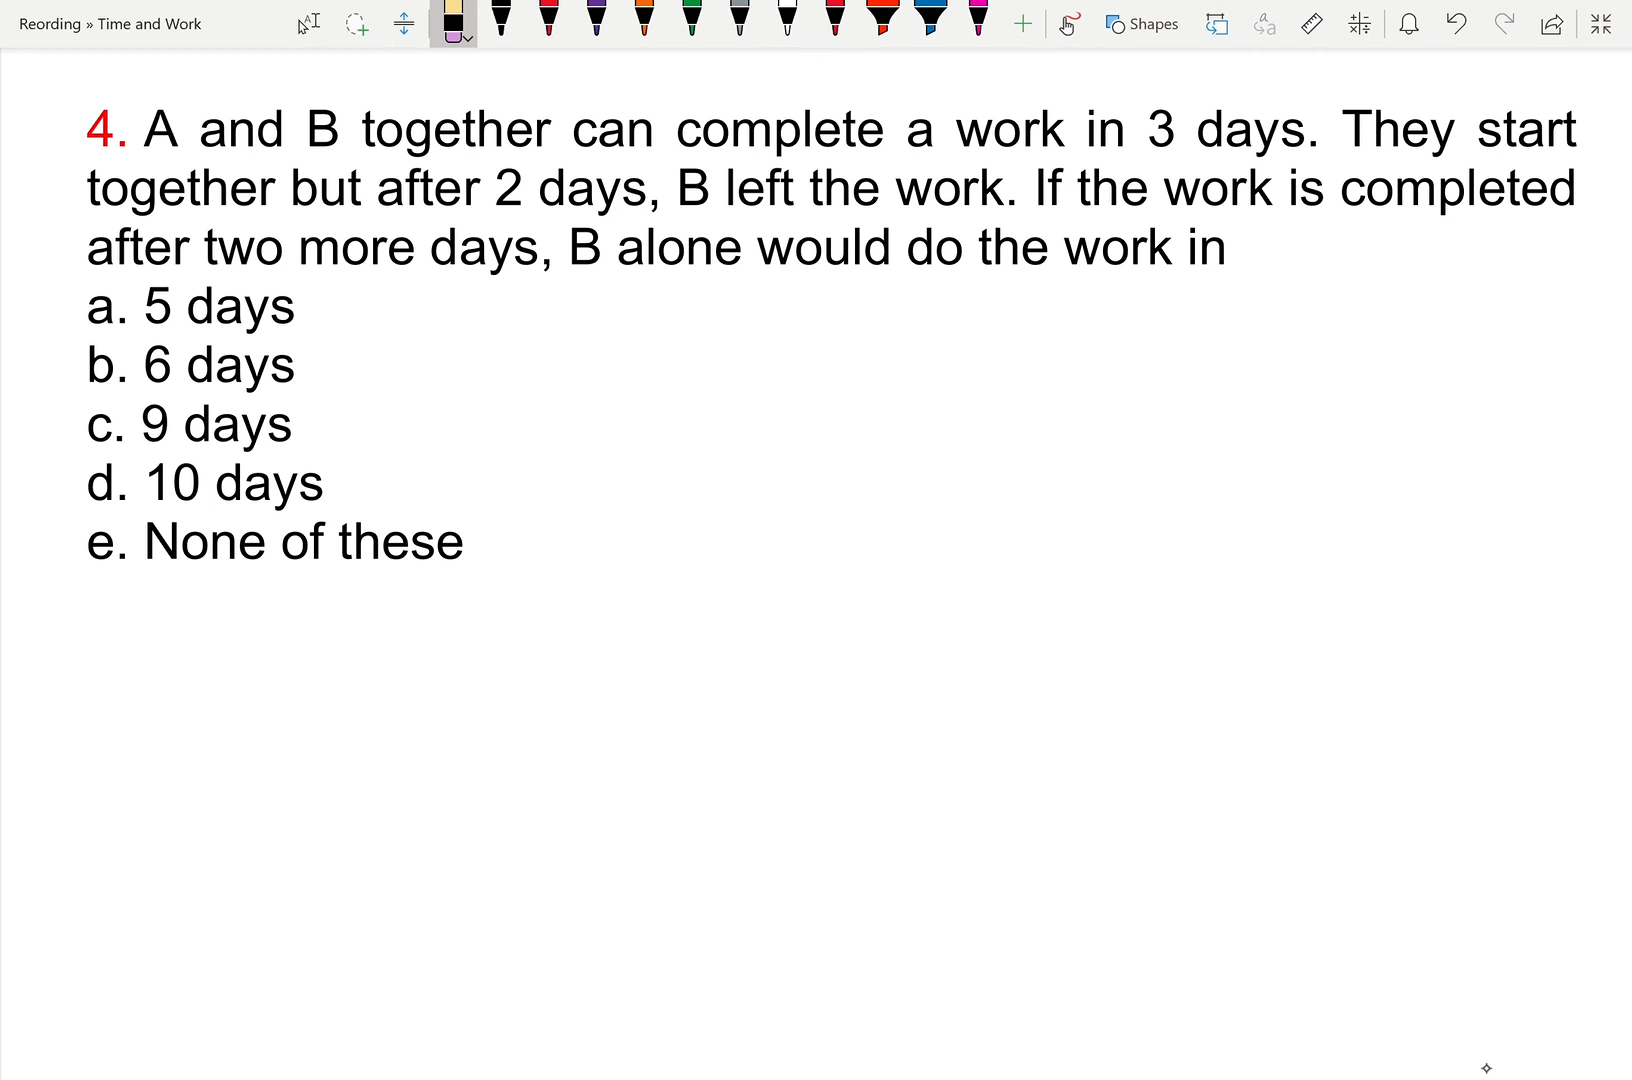 Reording » Time and Work
Shapes
4. A and B together can complete a work in 3 days. They start
together but after 2 days, B left the work. If the work is completed
after two more days, B alone would do the work in
a. 5 days
b. 6 days
c. 9 days
d. 10 days
e. None of these